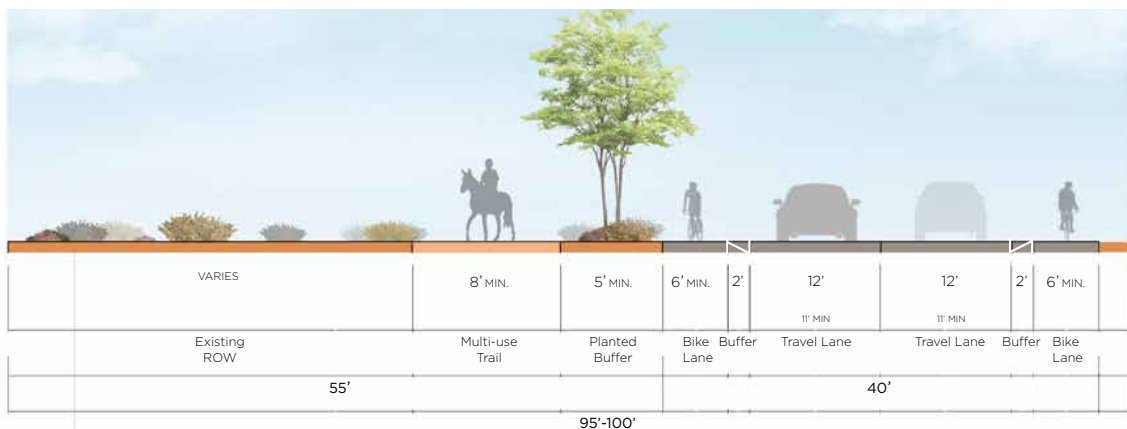 VARIES 8' MIN. 5' MIN. 6' MIN. 2' 12' 12' 2' 6' MIN.
11' MIN 11' MIN
Existing Multi-use Planted Bike Buffer Travel Lane Travel Lane Buffer Bike
ROW Trail Buffer Lane Lane
55' 40'
95'-100'